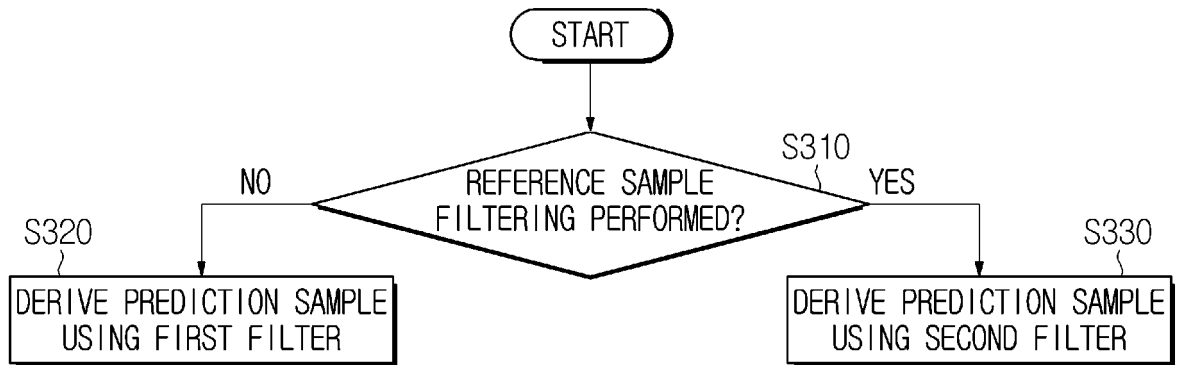 START
S310
REFERENCE SAMPLE
FILTERING PERFORMED?
NO
YES
S320
DERIVE PREDICTION SAMPLE
USING FIRST FILTER
S330
DERIVE PREDICTION SAMPLE
USING SECOND FILTER